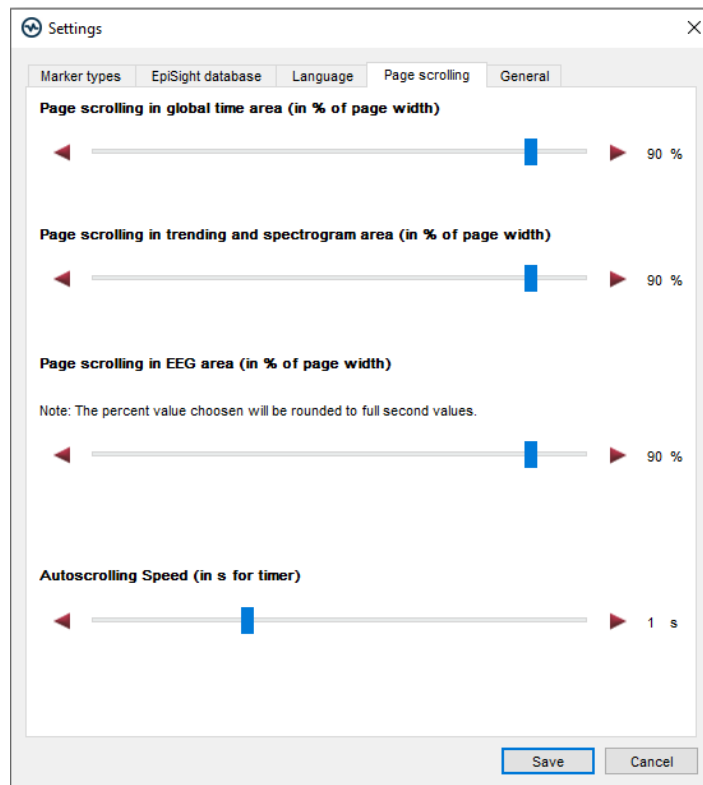 Settings
Marker types EpiSight database Language Page scrolling General
Page scrolling in global time area (in % of page width)
90 %
Page scrolling in trending and spectrogram area (in % of page width)
90 %
Page scrolling in EEG area (in % of page width)
Note: The percent value choosen will be rounded to full second values.
90 %
Autoscrolling Speed (in s for timer)
1 s
Save Cancel